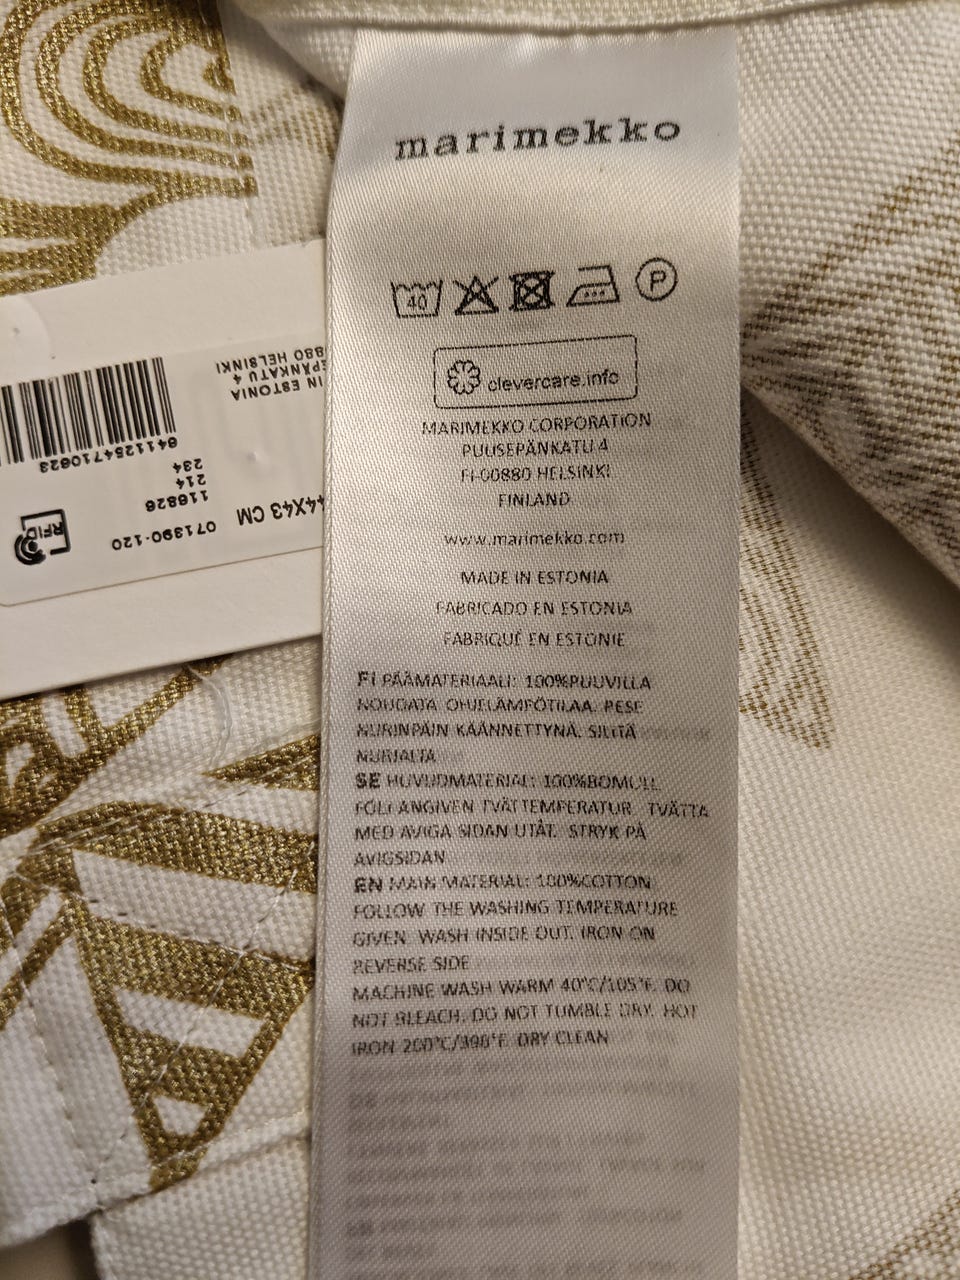 marimekko
40
P
clevercare.info
MARIMEKKO CORPORATION
PUUSEPÄNKATU 4
FI-00880 HELSINKI
FINLAND
www.marimekko.com
MADE IN ESTONIA
FABRICADO EN ESTONIA
FABRIQUÉ EN ESTONIE
FI PÄÄMATERIAALI: 100%PUUVILLA
NOUDATA OHJELÄMPÖTILAA. PESE
NURINPÄIN KÄÄNNETTYNÄ. SILITÄ
NURJALTA
SE HUVUDMATERIAL: 100%BOMULL
FÖLJ ANGIVEN TVÄTTEMPERATUR. TVÄTTA
MED AVIGA SIDAN UTÅT. STRYK PÅ
AVIGSIDAN
EN MAIN MATERIAL: 100%COTTON
FOLLOW THE WASHING TEMPERATURE
GIVEN. WASH INSIDE OUT. IRON ON
REVERSE SIDE
MACHINE WASH WARM 40°C/105°F. DO
NOT BLEACH. DO NOT TUMBLE DRY. HOT
IRON 200°C/390°F. DRY CLEAN
44X43 CM
071390-120
116826
214
234
6411254710623
IN ESTONIA
EPÄNKATU 4
880 HELSINKI
RFID